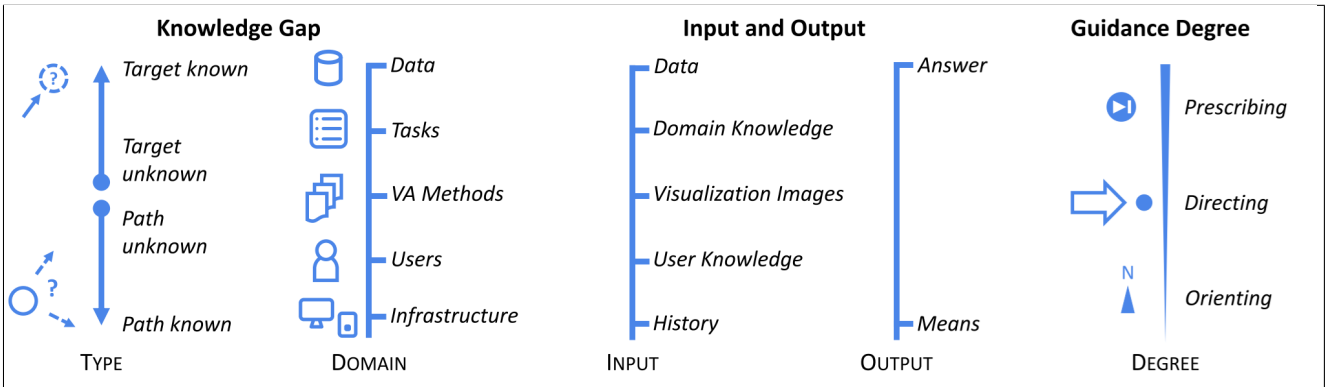 Knowledge Gap
Input and Output
Guidance Degree
?
Target known
Target
unknown
Path
unknown
?
Path known
TYPE
Data
Tasks
VA Methods
Users
Infrastructure
DOMAIN
Data
Domain Knowledge
Visualization Images
User Knowledge
History
INPUT
Answer
Means
OUTPUT
Prescribing
Directing
N
Orienting
DEGREE